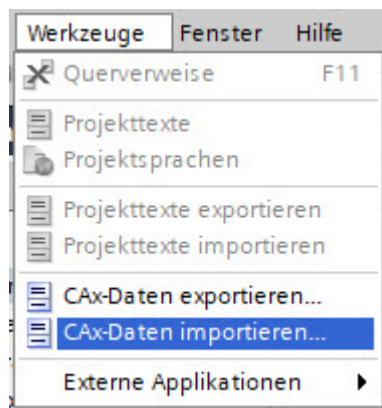 Werkzeuge Fenster Hilfe
Querverweise F11
Projekttexte
Projektsprachen
Projekttexte exportieren
Projekttexte importieren
CAx-Daten exportieren...
CAx-Daten importieren...
Externe Applikationen